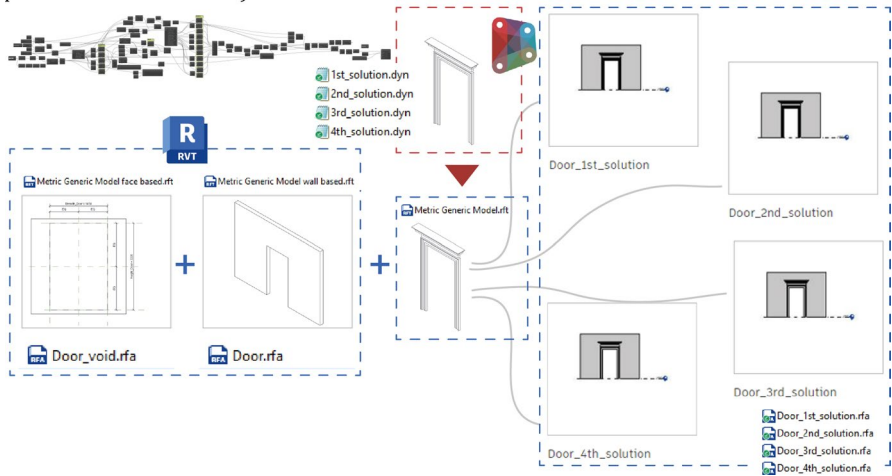 1st_solution.dyn
2nd_solution.dyn
3rd_solution.dyn
4th_solution.dyn
R
RVT
Metric Generic Model face based.rft
Metric Generic Model wall based.rft
Metric Generic Model.rft
+
+
RFA Door_void.rfa
RFA Door.rfa
Door_1st_solution
Door_2nd_solution
Door_3rd_solution
Door_4th_solution
Door_1st_solution.rfa
Door_2nd_solution.rfa
Door_3rd_solution.rfa
Door_4th_solution.rfa